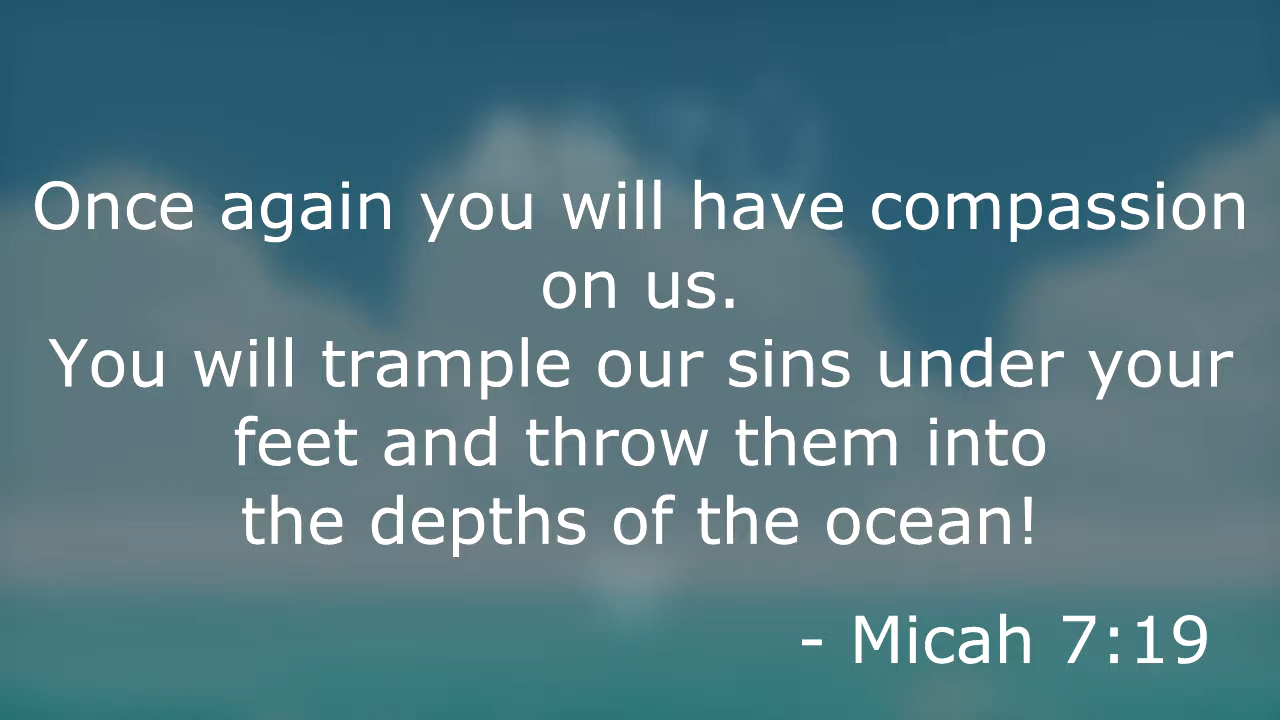 Once again you will have compassion
on us.
You will trample our sins under your
feet and throw them into
the depths of the ocean!
- Micah 7:19